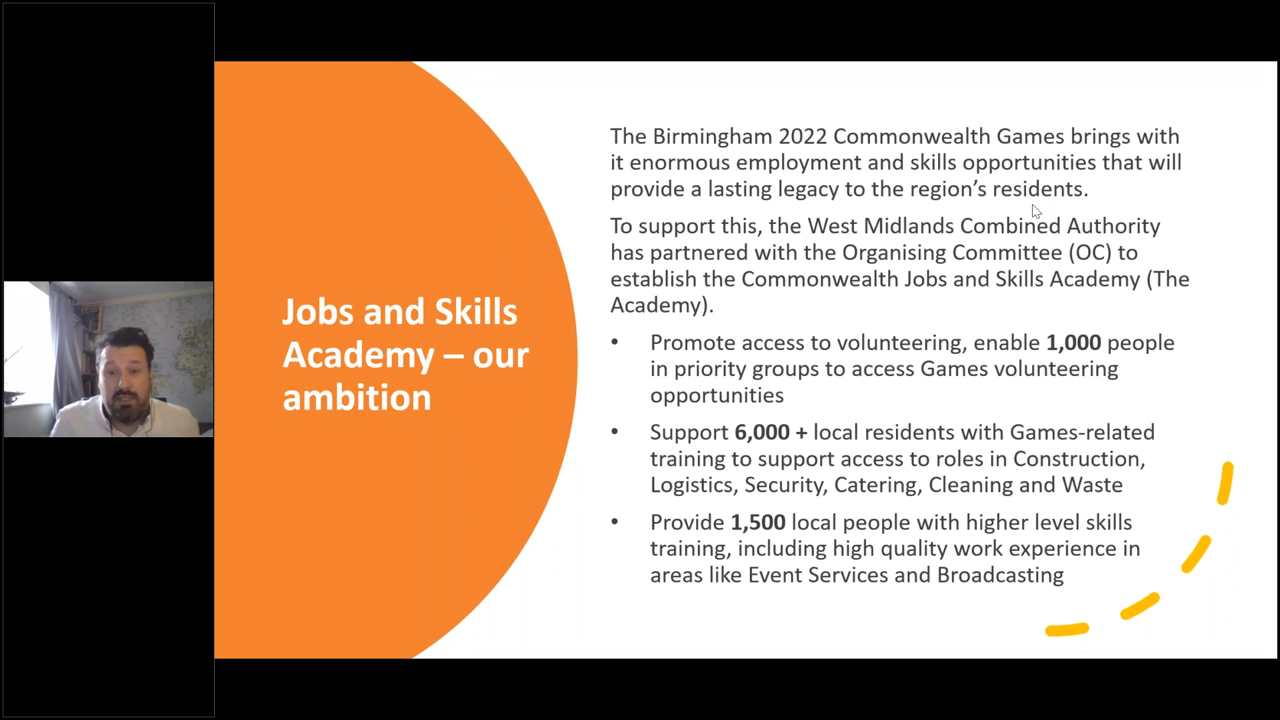 Jobs and Skills
Academy – our
ambition
The Birmingham 2022 Commonwealth Games brings with
it enormous employment and skills opportunities that will
provide a lasting legacy to the region’s residents.
To support this, the West Midlands Combined Authority
has partnered with the Organising Committee (OC) to
establish the Commonwealth Jobs and Skills Academy (The
Academy).
• Promote access to volunteering, enable 1,000 people
in priority groups to access Games volunteering
opportunities
• Support 6,000 + local residents with Games-related
training to support access to roles in Construction,
Logistics, Security, Catering, Cleaning and Waste
• Provide 1,500 local people with higher level skills
training, including high quality work experience in
areas like Event Services and Broadcasting